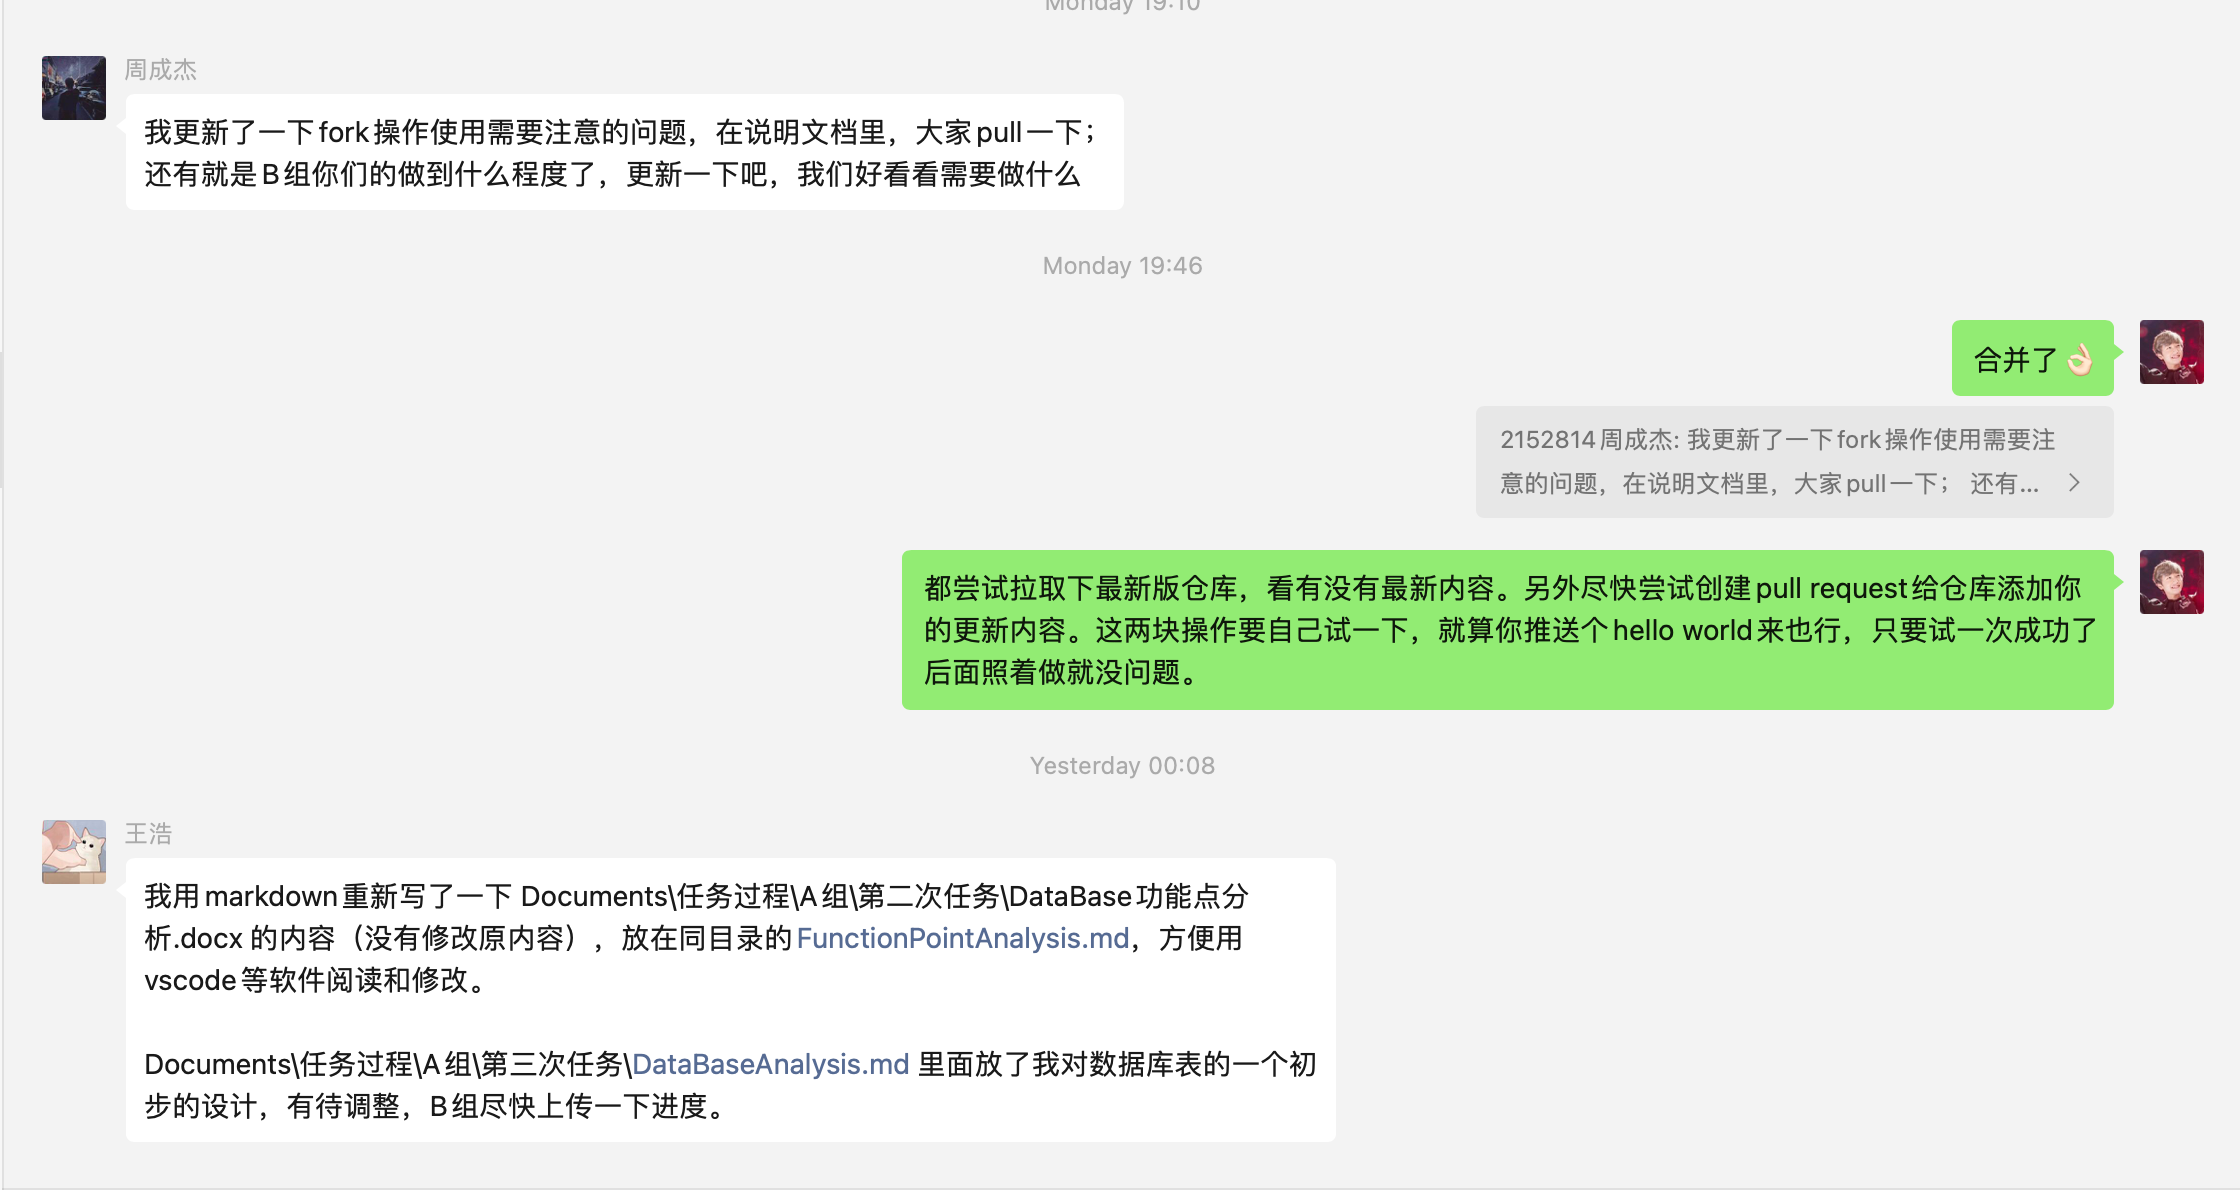 Monday 19:10
周成杰
我更新了一下fork操作使用需要注意的问题，在说明文档里，大家pull一下；
还有就是B组你们的做到什么程度了，更新一下吧，我们好看看需要做什么
Monday 19:46
合并了👌🏻
2152814周成杰: 我更新了一下fork操作使用需要注
意的问题，在说明文档里，大家pull一下； 还有...
都尝试拉取下最新版仓库，看有没有最新内容。另外尽快尝试创建pull request给仓库添加你
的更新内容。这两块操作要自己试一下，就算你推送个hello world来也行，只要试一次成功了
后面照着做就没问题。
Yesterday 00:08
王浩
我用markdown重新写了一下 Documents\任务过程\A组\第二次任务\DataBase功能点分
析.docx 的内容（没有修改原内容），放在同目录的FunctionPointAnalysis.md，方便用
vscode等软件阅读和修改。
Documents\任务过程\A组\第三次任务\DataBaseAnalysis.md 里面放了我对数据库表的一个初
步的设计，有待调整，B组尽快上传一下进度。